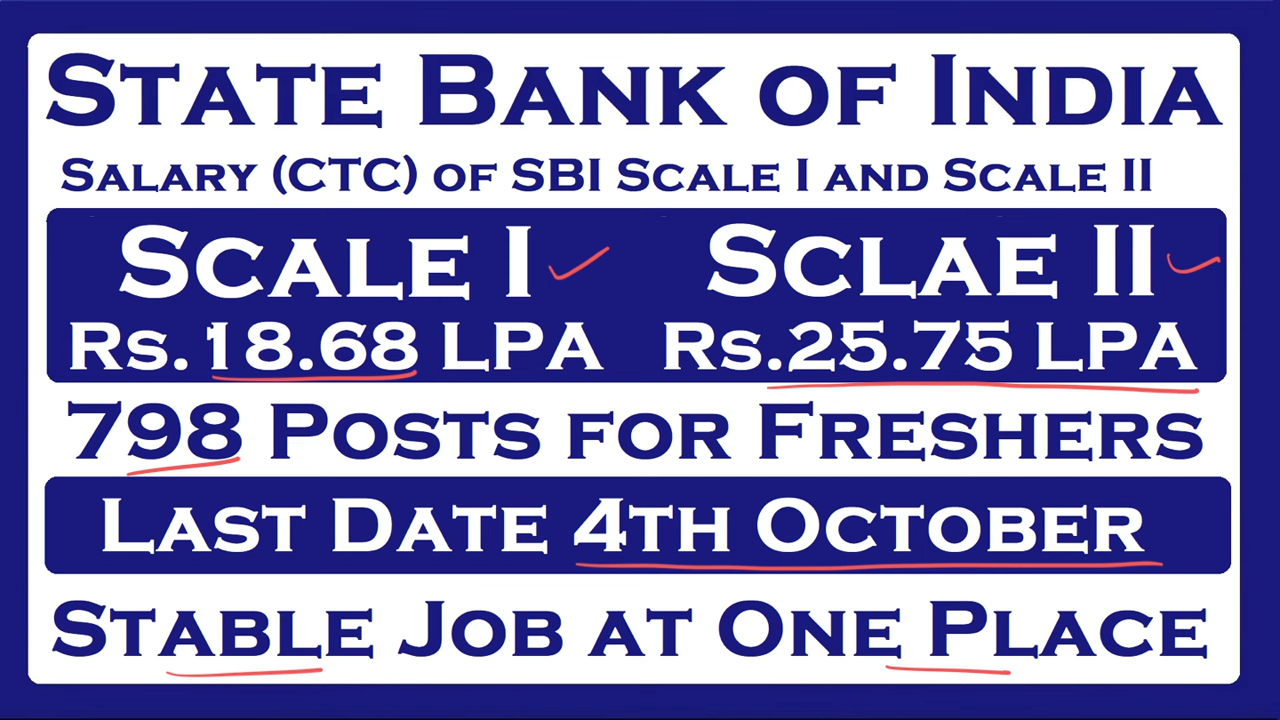 State Bank of India
Salary (CTC) of SBI Scale I and Scale II
Scale I Sclae II
Rs.18.68 LPA Rs.25.75 LPA
798 Posts for Freshers
Last Date 4th October
Stable Job at One Place